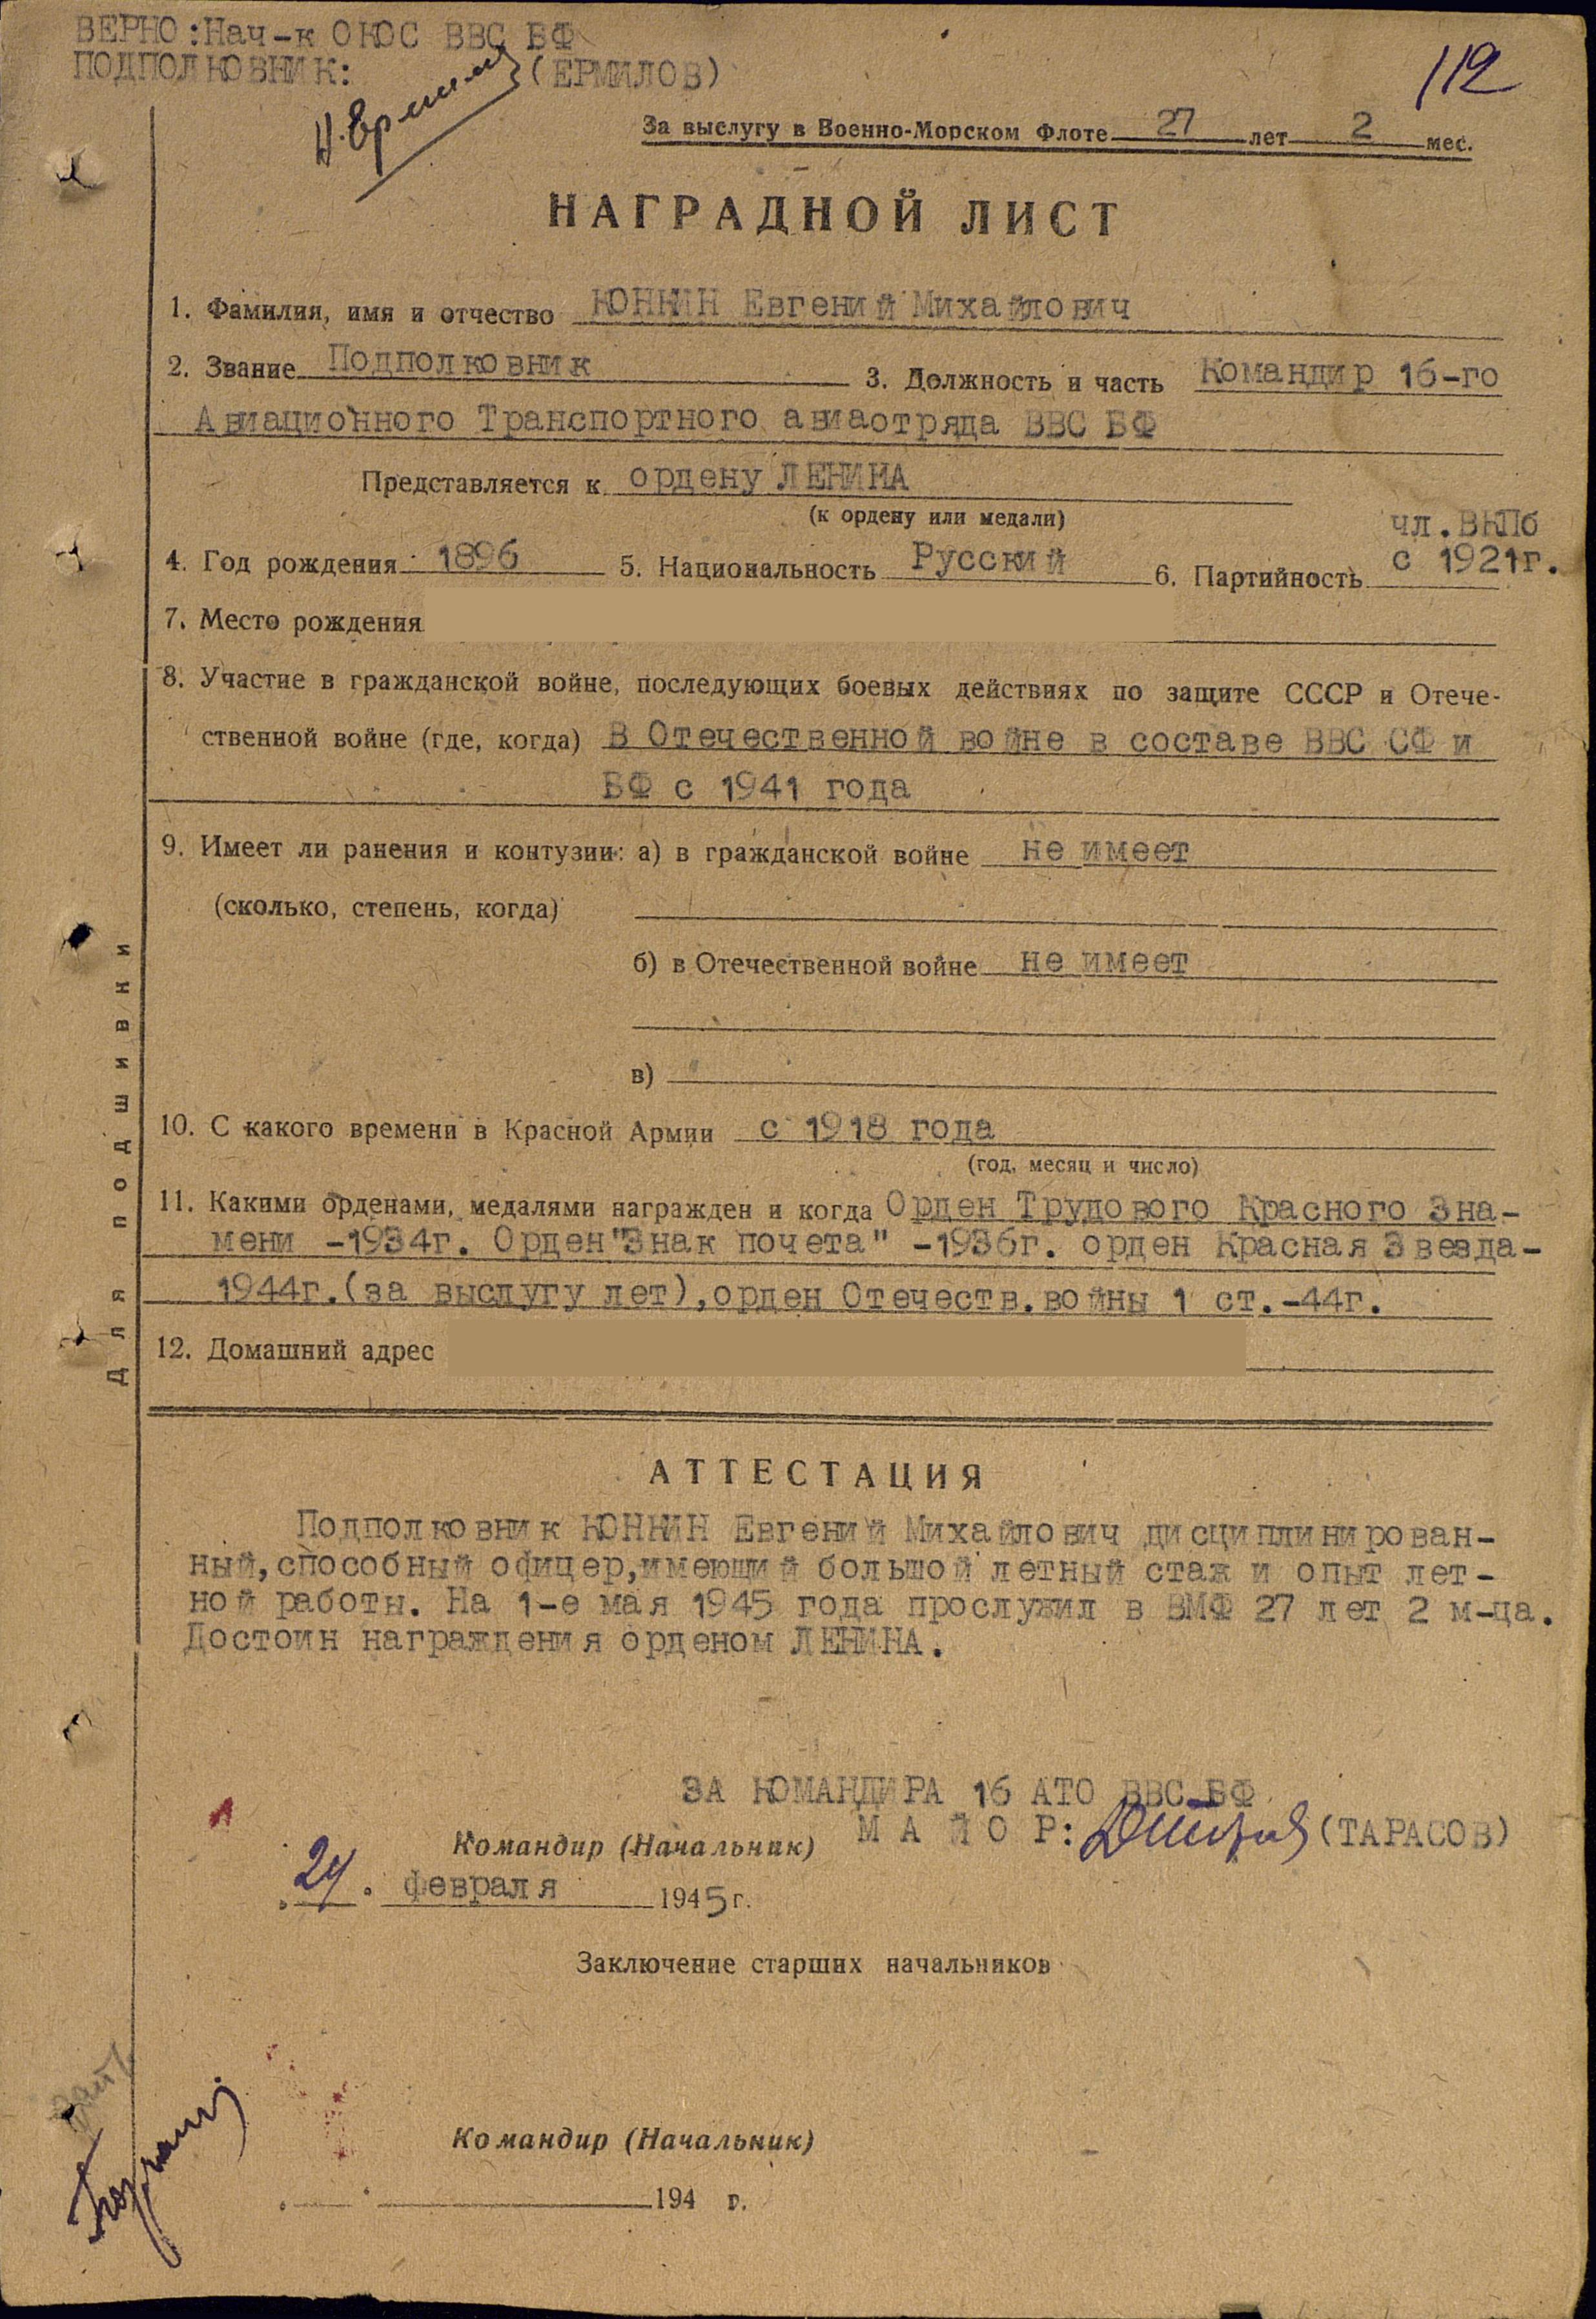 ВЕРНО:Нач-к ОКОС ВВС БФ
ПОДПОЛКОВНИК: (ЕРМИЛОВ)
112
За выслугу в Военно-Морском Флоте 27 лет 2 мес.
НАГРАДНОЙ ЛИСТ
1. Фамилия, имя и отчество ЮНКИН Евгений Михайлович
2. Звание Подполковник 3. Должность и часть Командир 16-го
Авиационного Транспортного авиаотряда ВВС БФ
Представляется к ордену ЛЕНИНА
(к ордену или медали)
чл.ВКПб
4. Год рождения 1896 5. Национальность Русский 6. Партийность с 1921г.
7. Место рождения
8. Участие в гражданской войне, последующих боевых действиях по защите СССР и Отече-
ственной войне (где, когда) В Отечественной войне в составе ВВС СФ и
БФ с 1941 года
9. Имеет ли ранения и контузии: а) в гражданской войне не имеет
(сколько, степень, когда)
б) в Отечественной войне не имеет
в)
10. С какого времени в Красной Армии с 1918 года
(год, месяц и число)
11. Какими орденами, медалями награжден и когда Орден Трудового Красного Зна-
мени -1934г. Орден"Знак почета" -1936г. орден Красная Звезда-
1944г.(за выслугу лет),орден Отечеств.войны 1 ст.-44г.
12. Домашний адрес
Для подшивки
АТТЕСТАЦИЯ
Подполковник ЮНКИН Евгений Михайлович дисциплинирован-
ный,способный офицер,имеющий большой летный стаж и опыт лет-
ной работы. На 1-е мая 1945 года прослужил в ВМФ 27 лет 2 м-ца.
Достоин награждения орденом ЛЕНИНА.
ЗА КОМАНДИРА 16 АТО ВВС БФ
Командир (Начальник) МАЙОР: (ТАРАСОВ)
24 февраля 1945 г.
Заключение старших начальников
Командир (Начальник)
194 г.